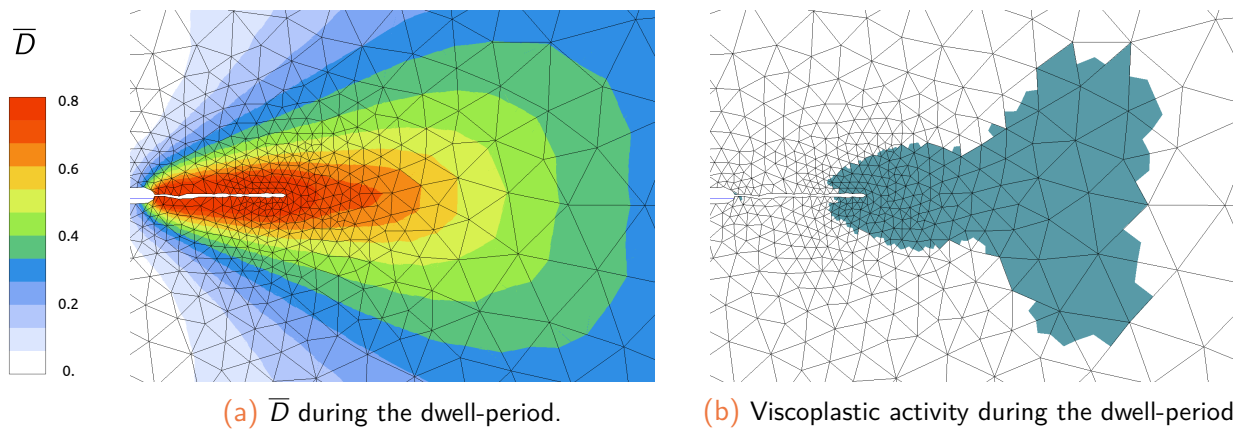 D̅
0.8
0.6
0.4
0.2
0.
(a) D̅ during the dwell-period.
(b) Viscoplastic activity during the dwell-period